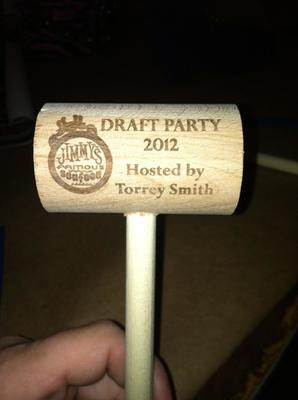 DRAFT PARTY
2012
Hosted by
Torrey Smith
JIMMY'S
FAMOUS
seafood